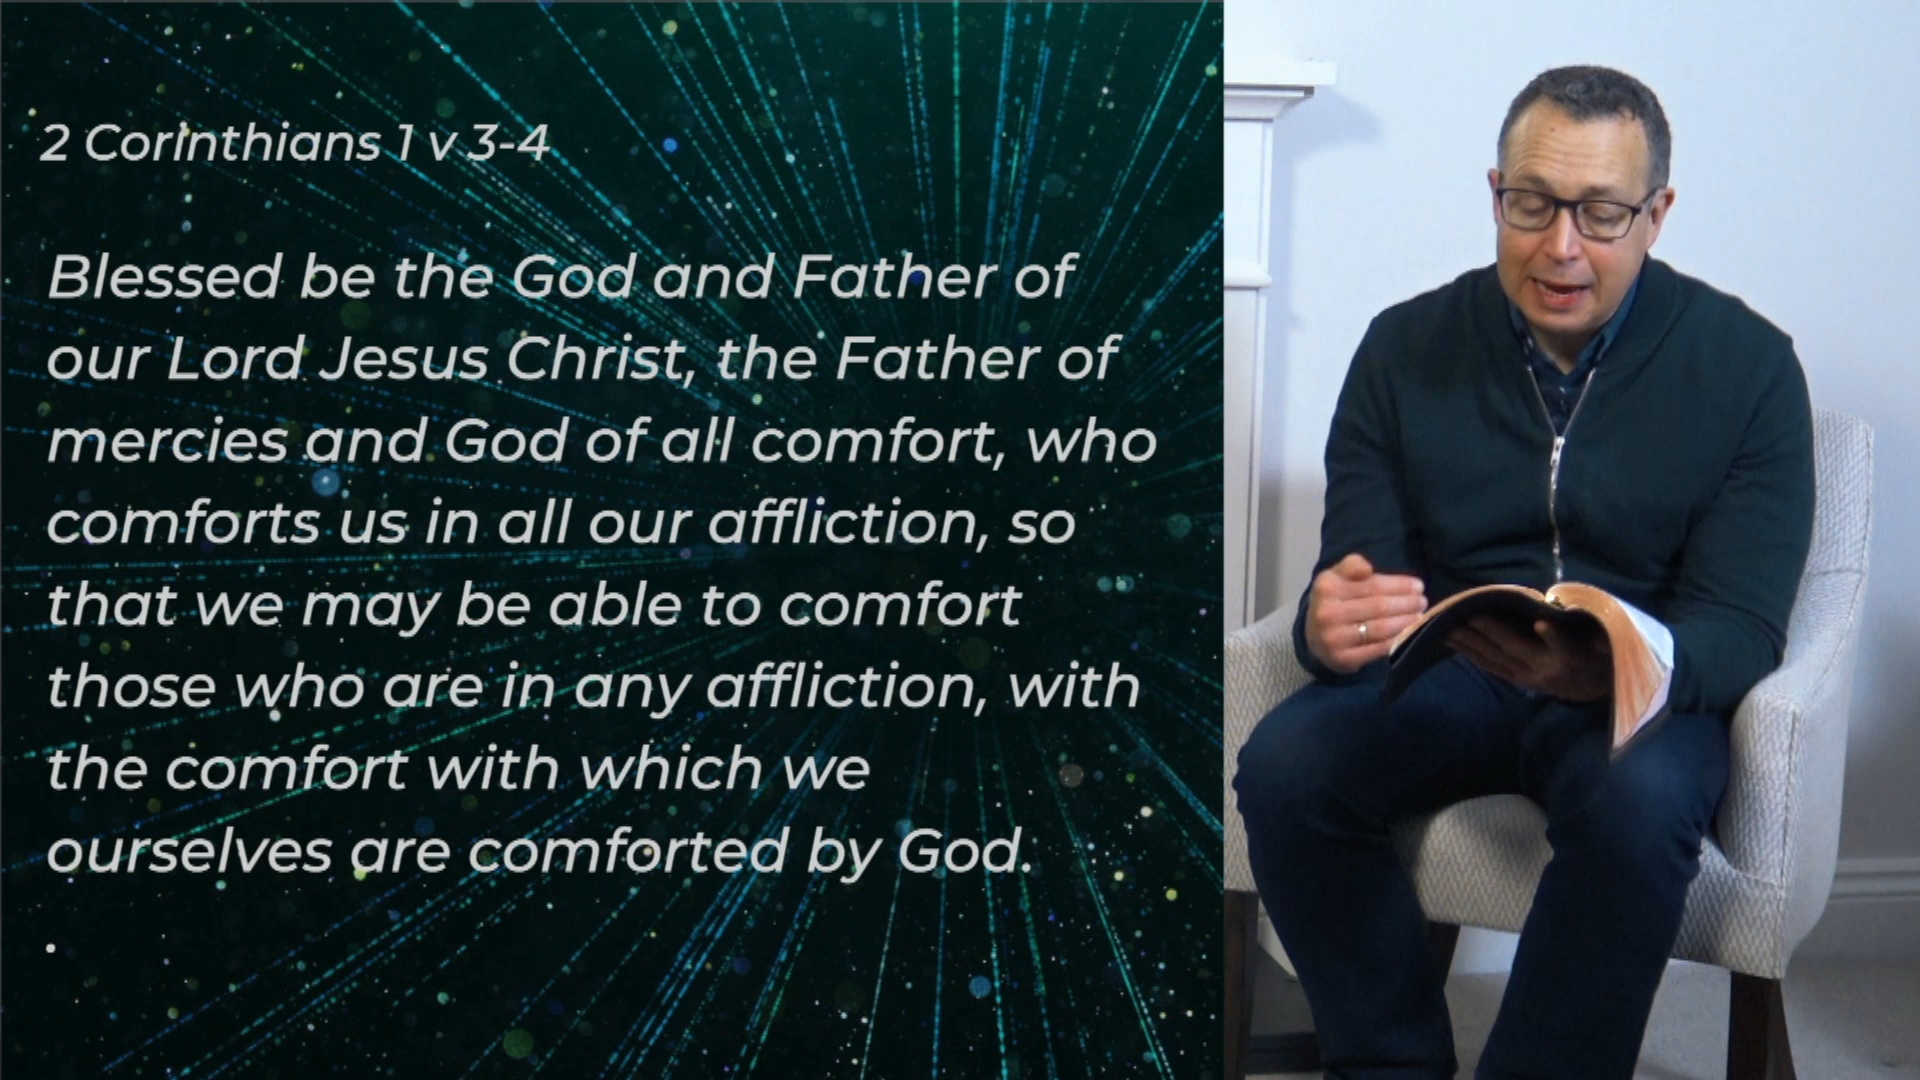 2 Corinthians 1 v 3-4
Blessed be the God and Father of
our Lord Jesus Christ, the Father of
mercies and God of all comfort, who
comforts us in all our affliction, so
that we may be able to comfort
those who are in any affliction, with
the comfort with which we
ourselves are comforted by God.
.